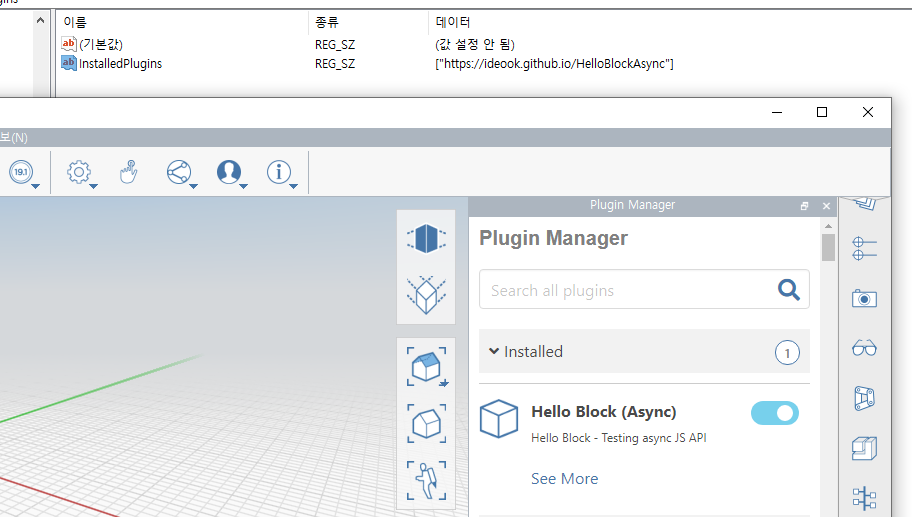 이름 종류 데이터
ab (기본값) REG_SZ (값 설정 안 됨)
ab InstalledPlugins REG_SZ ["https://ideook.github.io/HelloBlockAsync"]
보(N)
19.1
Plugin Manager
Plugin Manager
Search all plugins
Installed 1
Hello Block (Async)
Hello Block - Testing async JS API
See More